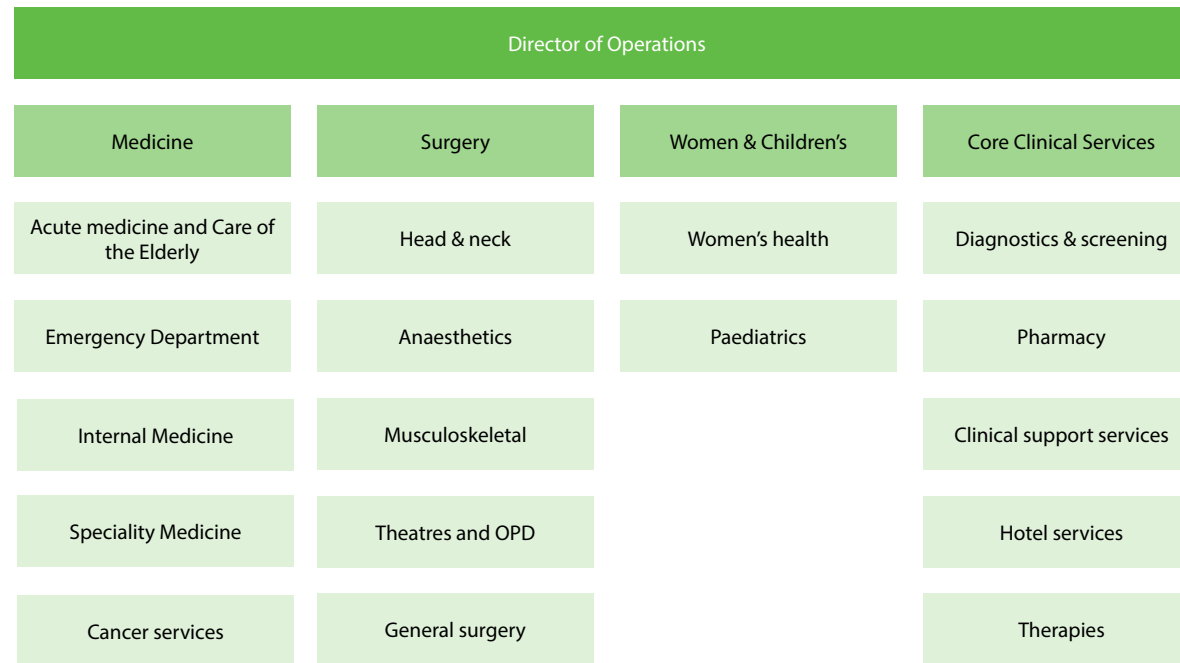 Director of Operations
Medicine
Surgery
Women & Children’s
Core Clinical Services
Acute medicine and Care of
the Elderly
Head & neck
Women’s health
Diagnostics & screening
Emergency Department
Anaesthetics
Paediatrics
Pharmacy
Internal Medicine
Musculoskeletal
Clinical support services
Speciality Medicine
Theatres and OPD
Hotel services
Cancer services
General surgery
Therapies